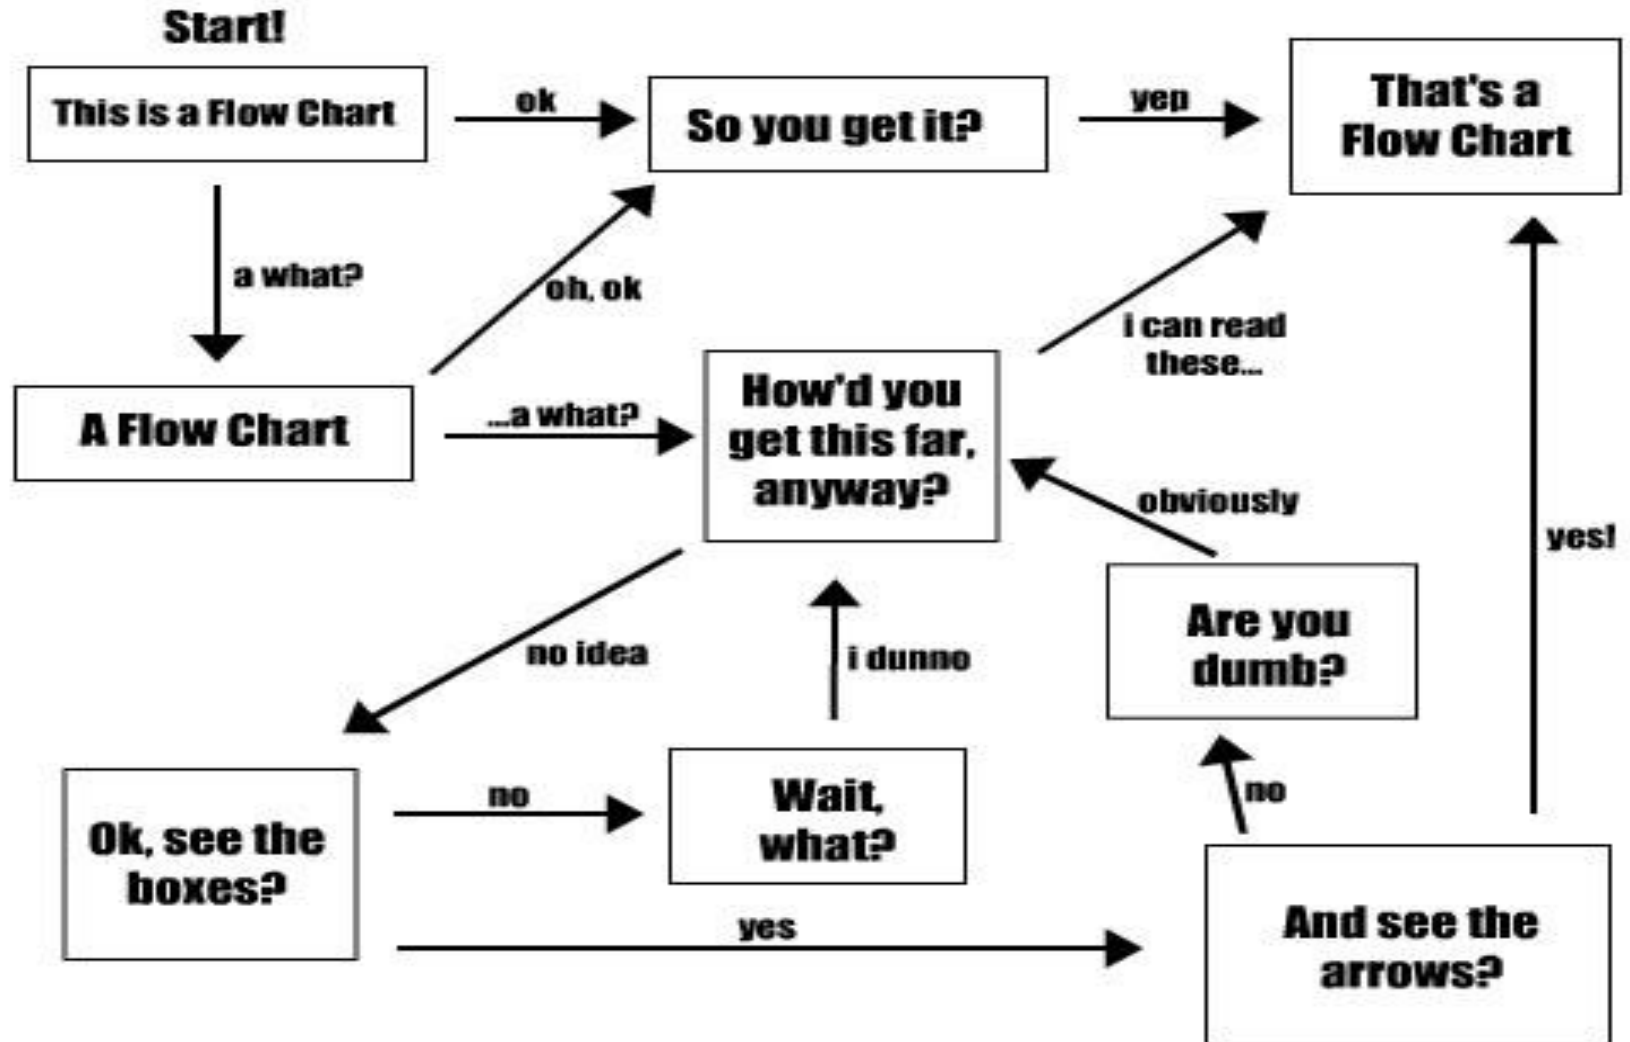 Start!
This is a Flow Chart
ok
So you get it?
yep
That's a
Flow Chart
a what?
oh, ok
i can read
these...
A Flow Chart
...a what?
How'd you
get this far,
anyway?
obviously
yes!
no idea
i dunno
Are you
dumb?
Ok, see the
boxes?
no
Wait,
what?
no
yes
And see the
arrows?